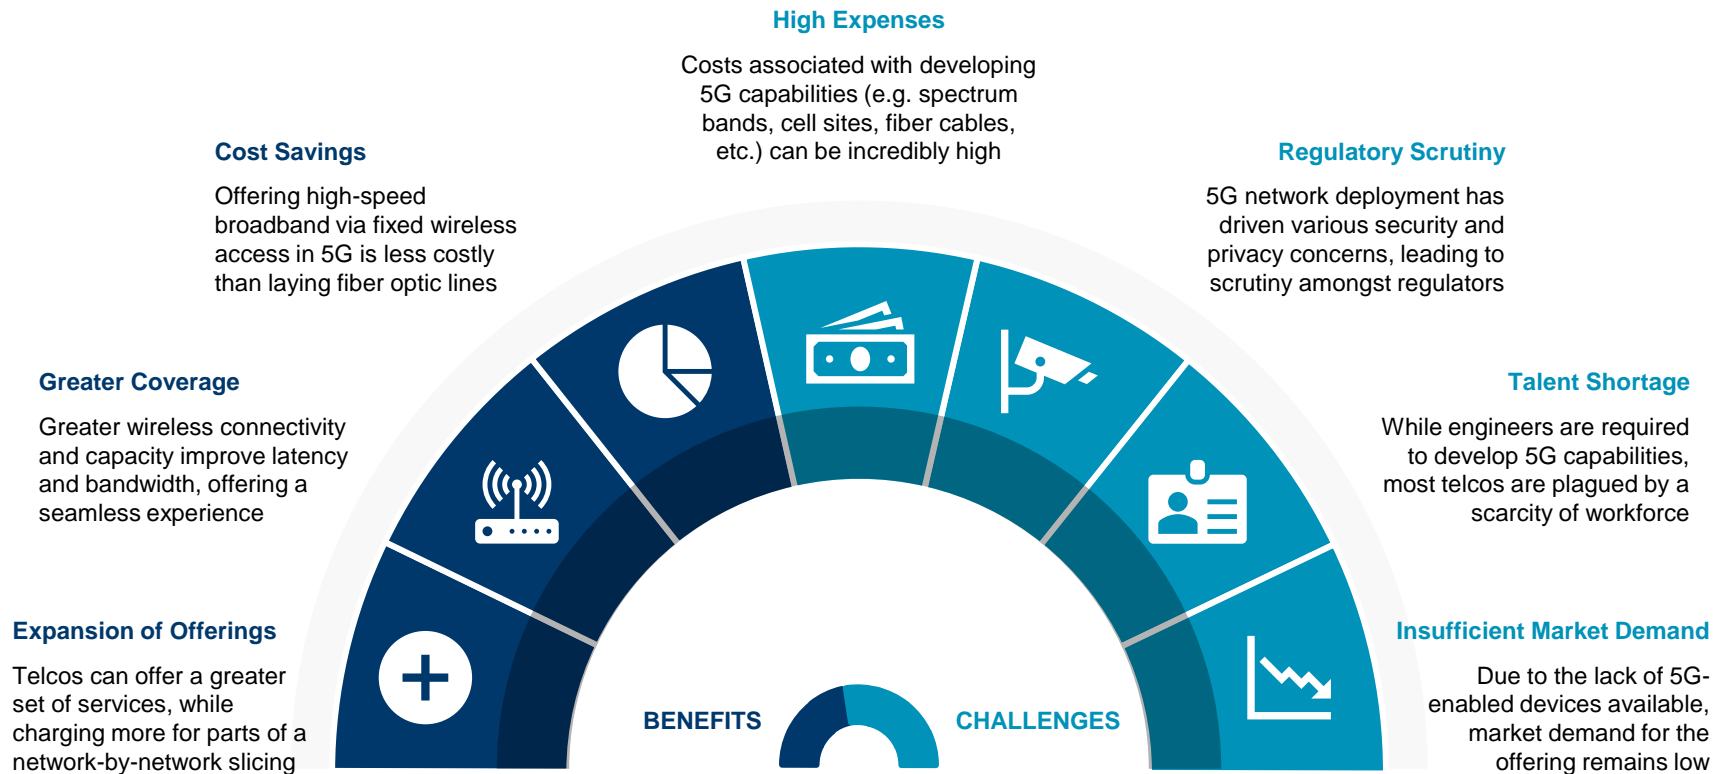 High Expenses
Costs associated with developing
5G capabilities (e.g. spectrum
bands, cell sites, fiber cables,
etc.) can be incredibly high
Cost Savings
Offering high-speed
broadband via fixed wireless
access in 5G is less costly
than laying fiber optic lines
Regulatory Scrutiny
5G network deployment has
driven various security and
privacy concerns, leading to
scrutiny amongst regulators
Greater Coverage
Greater wireless connectivity
and capacity improve latency
and bandwidth, offering a
seamless experience
Talent Shortage
While engineers are required
to develop 5G capabilities,
most telcos are plagued by a
scarcity of workforce
Expansion of Offerings
Telcos can offer a greater
set of services, while
charging more for parts of a
network-by-network slicing
Insufficient Market Demand
Due to the lack of 5G-
enabled devices available,
market demand for the
offering remains low
BENEFITS
CHALLENGES